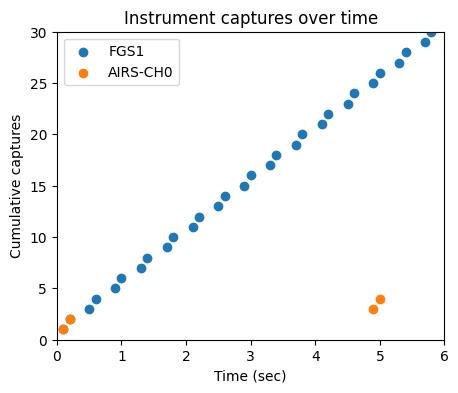 Instrument captures over time
FGS1
AIRS-CH0
Cumulative captures
30
25
20
15
10
5
0
0 1 2 3 4 5 6
Time (sec)